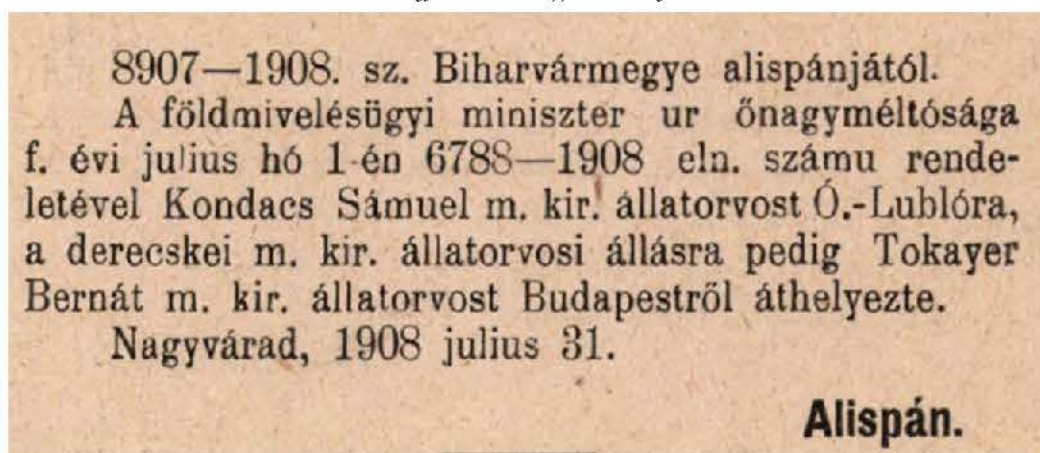 8907—1908. sz. Biharvármegye alispánjától.
A földmivelésügyi miniszter ur őnagyméltósága
f. évi julius hó 1-én 6788—1908 eln. számu rende-
letével Kondacs Sámuel m. kir. állatorvost Ó.-Lublóra,
a derecskei m. kir. állatorvosi állásra pedig Tokayer
Bernát m. kir. állatorvost Budapestről áthelyezte.
Nagyvárad, 1908 julius 31.
Alispán.